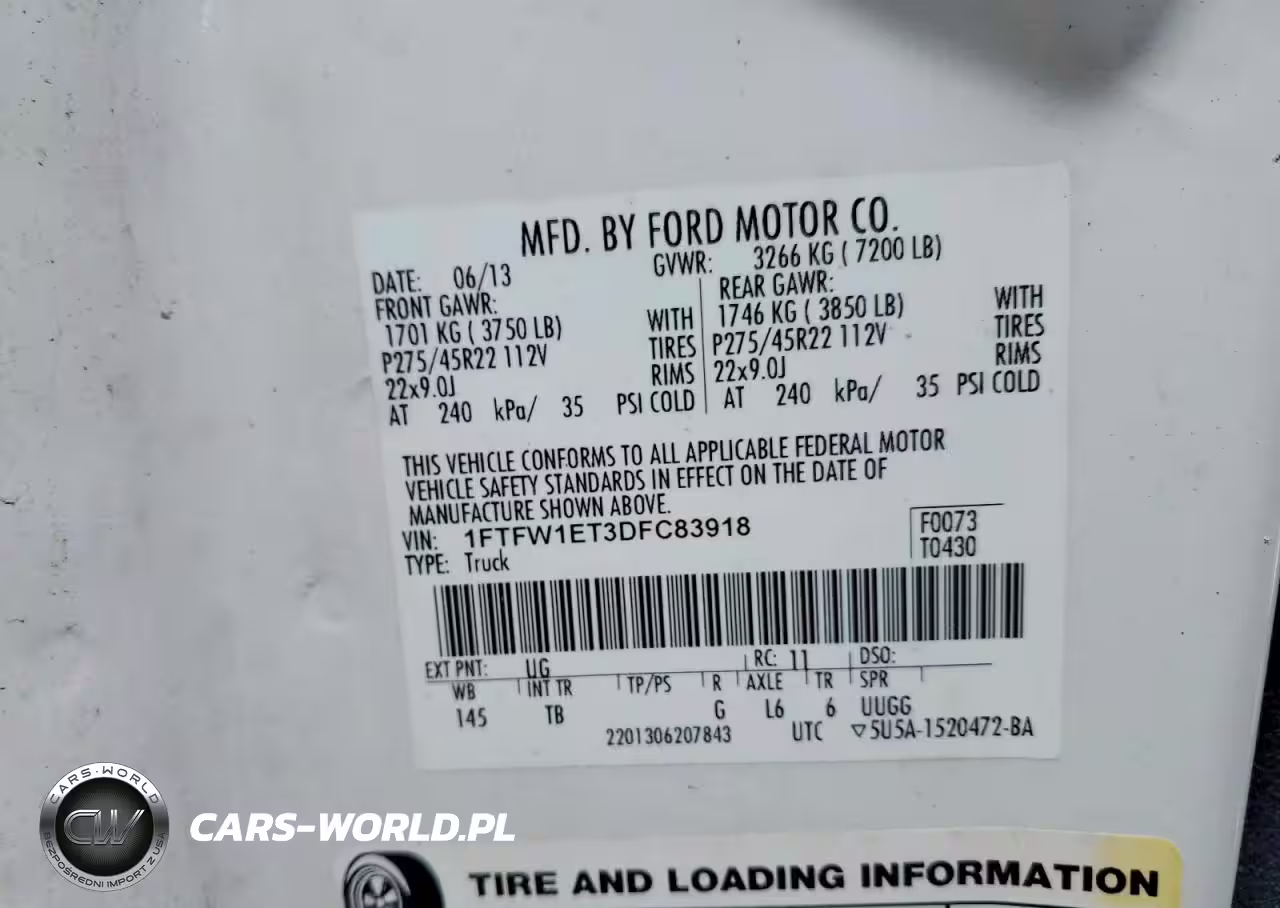 MFD. BY FORD MOTOR CO.
DATE: 06/13 GVWR: 3266 KG ( 7200 LB)
FRONT GAWR: REAR GAWR:
1701 KG ( 3750 LB) WITH 1746 KG ( 3850 LB) WITH
P275/45R22 112V TIRES P275/45R22 112V TIRES
22x9.0J RIMS 22x9.0J RIMS
AT 240 kPa/ 35 PSI COLD AT 240 kPa/ 35 PSI COLD
THIS VEHICLE CONFORMS TO ALL APPLICABLE FEDERAL MOTOR
VEHICLE SAFETY STANDARDS IN EFFECT ON THE DATE OF
MANUFACTURE SHOWN ABOVE.
VIN: 1FTFW1ET3DFC83918 F0073
TYPE: Truck T0430
EXT PNT: UG RC: 11 DSO:
WB INT TR TP/PS R AXLE TR SPR
145 TB G L6 6 UUGG
2201306207843 UTC ▽5U5A-1520472-BA
CARS-WORLD
CW
BEZPOŚREDNI IMPORT Z USA
CARS-WORLD.PL
TIRE AND LOADING INFORMATION